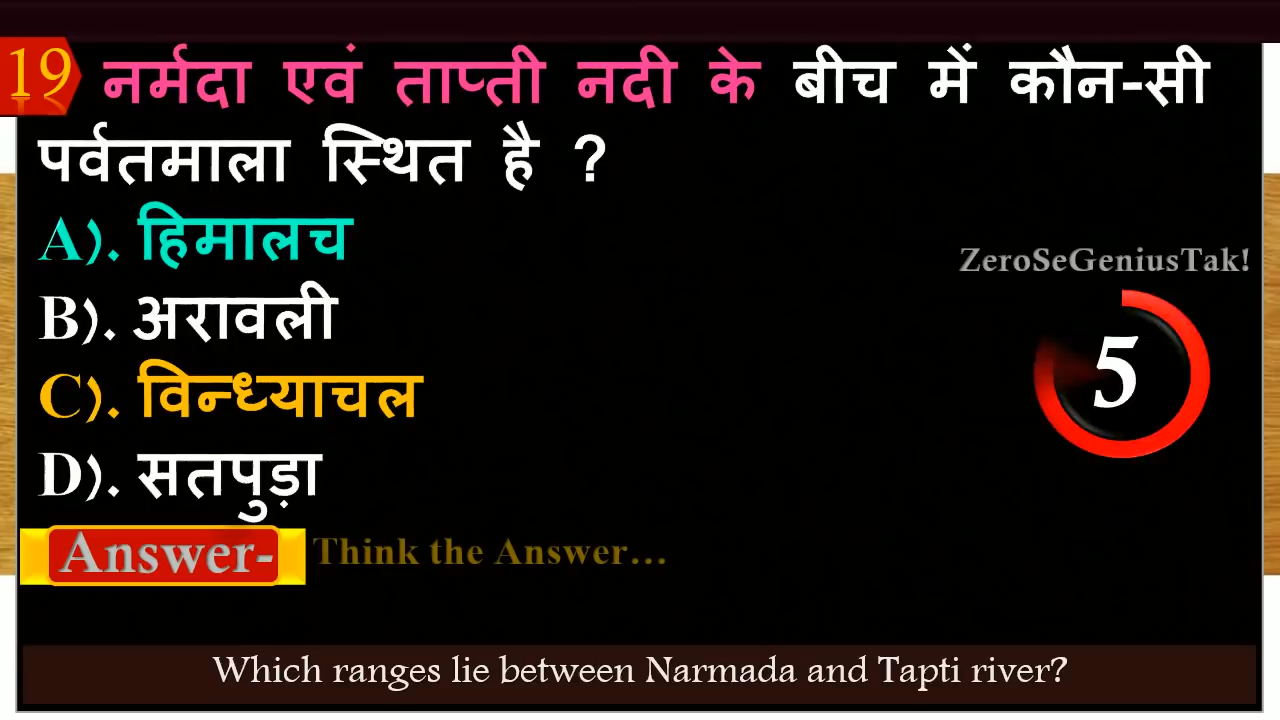 19 नर्मदा एवं ताप्ती नदी के बीच में कौन-सी
पर्वतमाला स्थित है ?
A). हिमालच
B). अरावली
C). विन्ध्याचल
D). सतपुड़ा
ZeroSeGeniusTak!
5
Answer- Think the Answer...
Which ranges lie between Narmada and Tapti river?